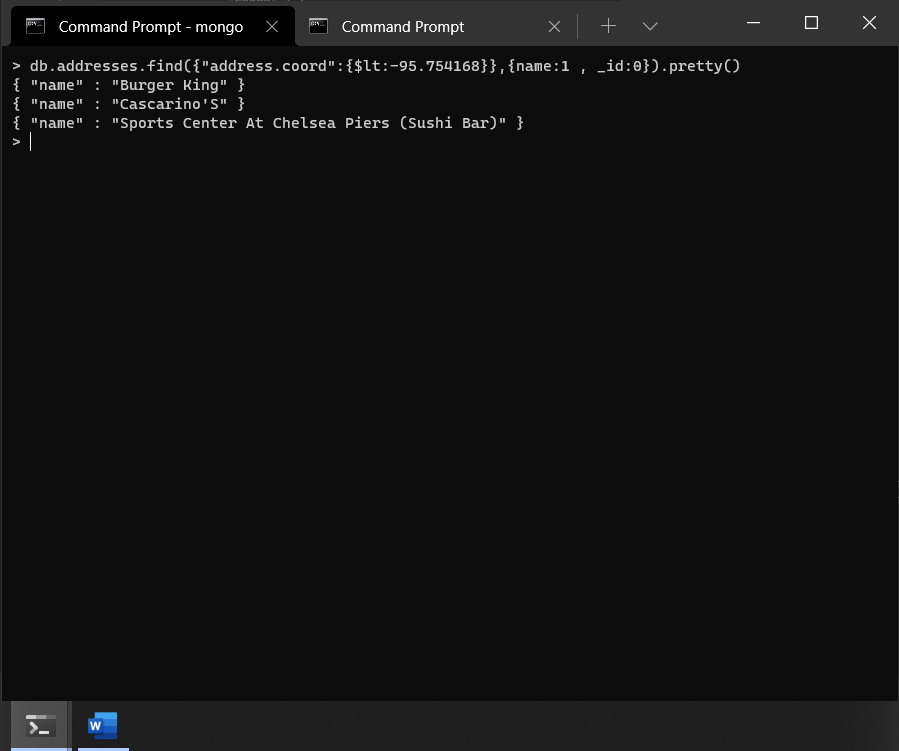 Command Prompt - mongo
Command Prompt
> db.addresses.find({"address.coord":{$lt:-95.754168}},{name:1 , _id:0}).pretty()
{ "name" : "Burger King" }
{ "name" : "Cascarino'S" }
{ "name" : "Sports Center At Chelsea Piers (Sushi Bar)" }
>
W